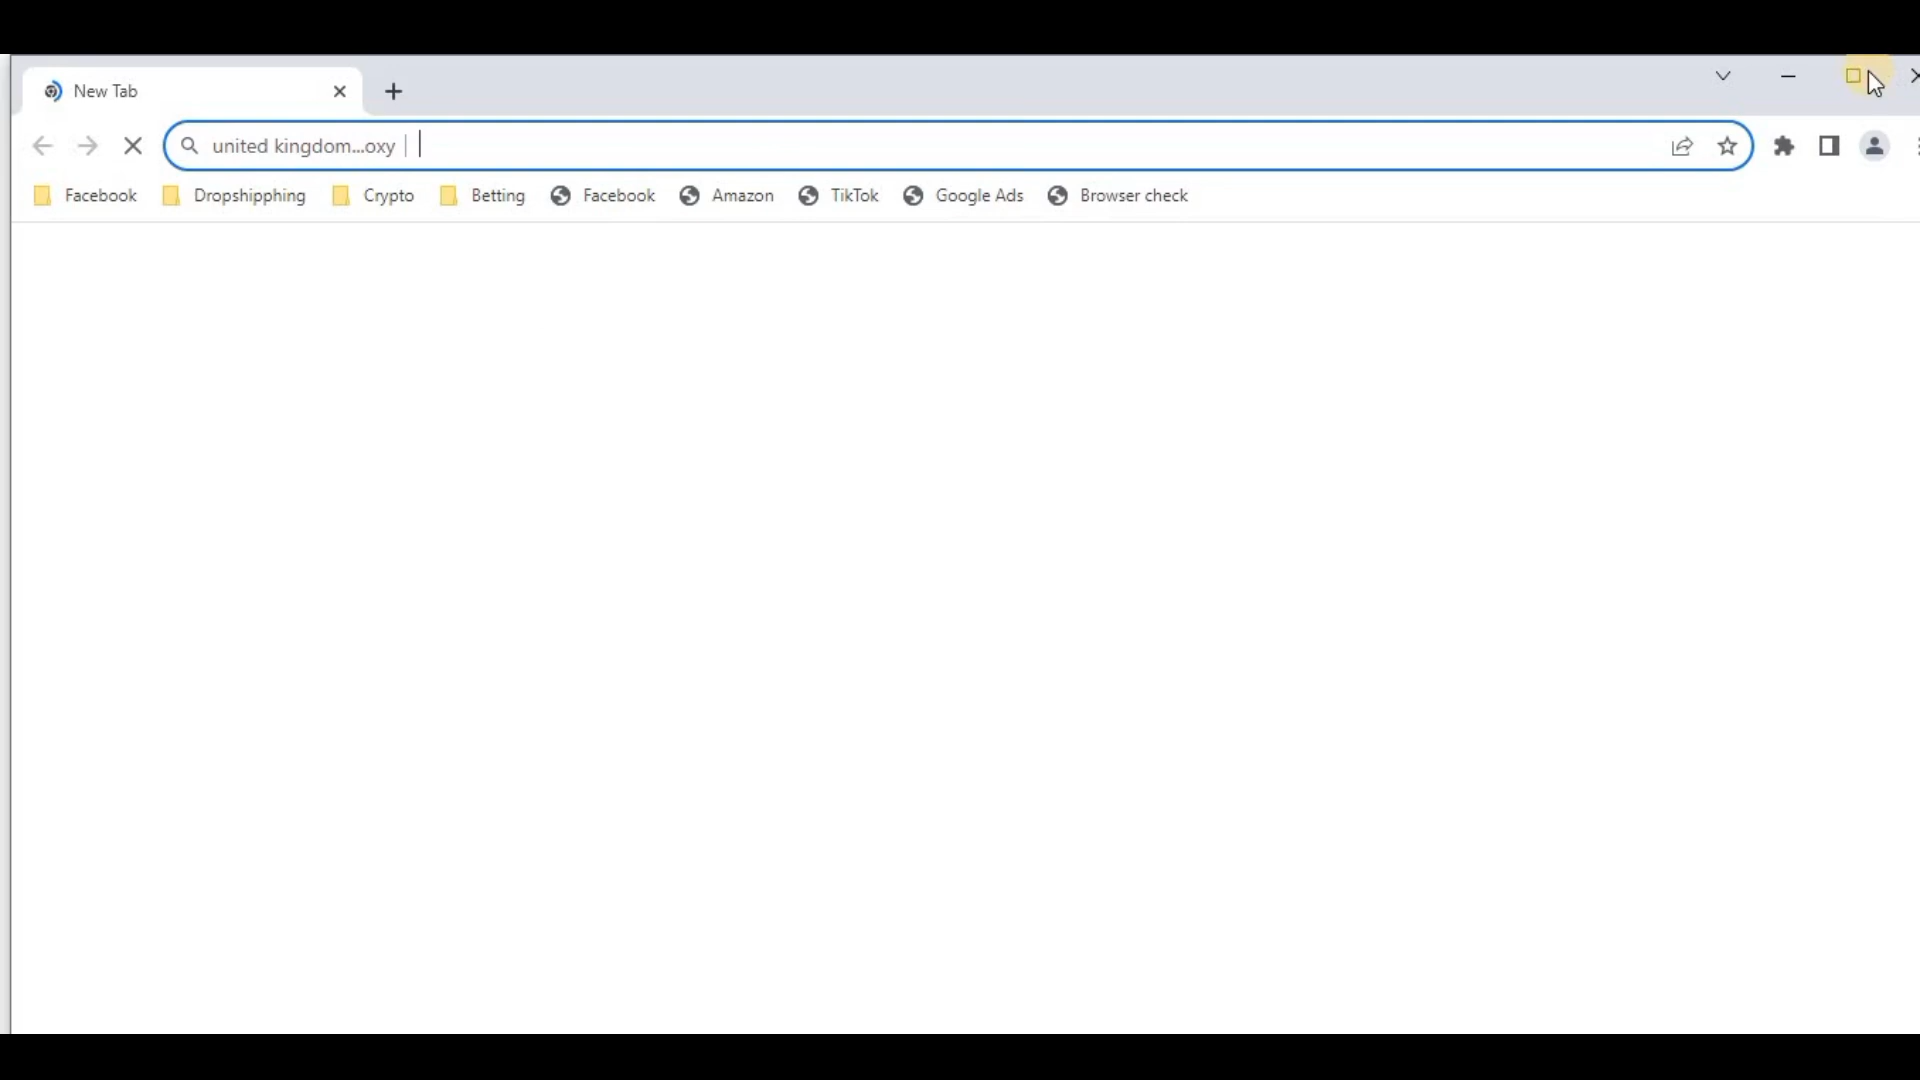 New Tab
united kingdom...oxy
Facebook Dropshipphing Crypto Betting Facebook Amazon TikTok Google Ads Browser check